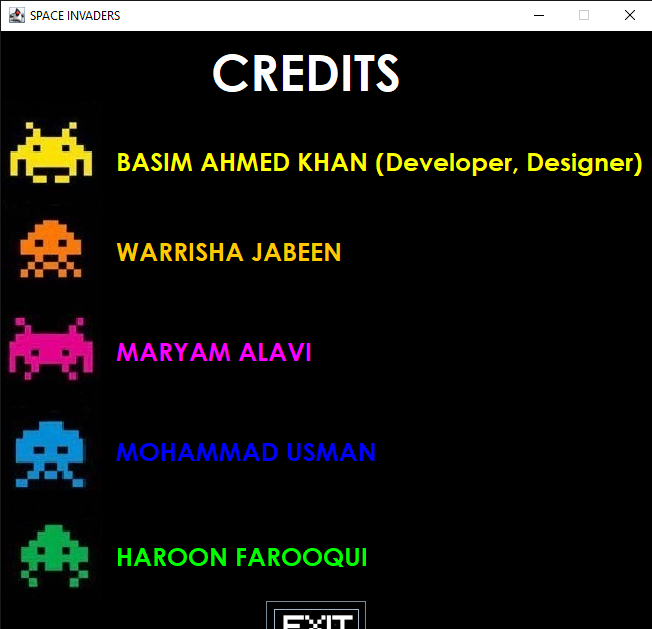 SPACE INVADERS
CREDITS
BASIM AHMED KHAN (Developer, Designer)
WARRISHA JABEEN
MARYAM ALAVI
MOHAMMAD USMAN
HAROON FAROOQUI
EXIT